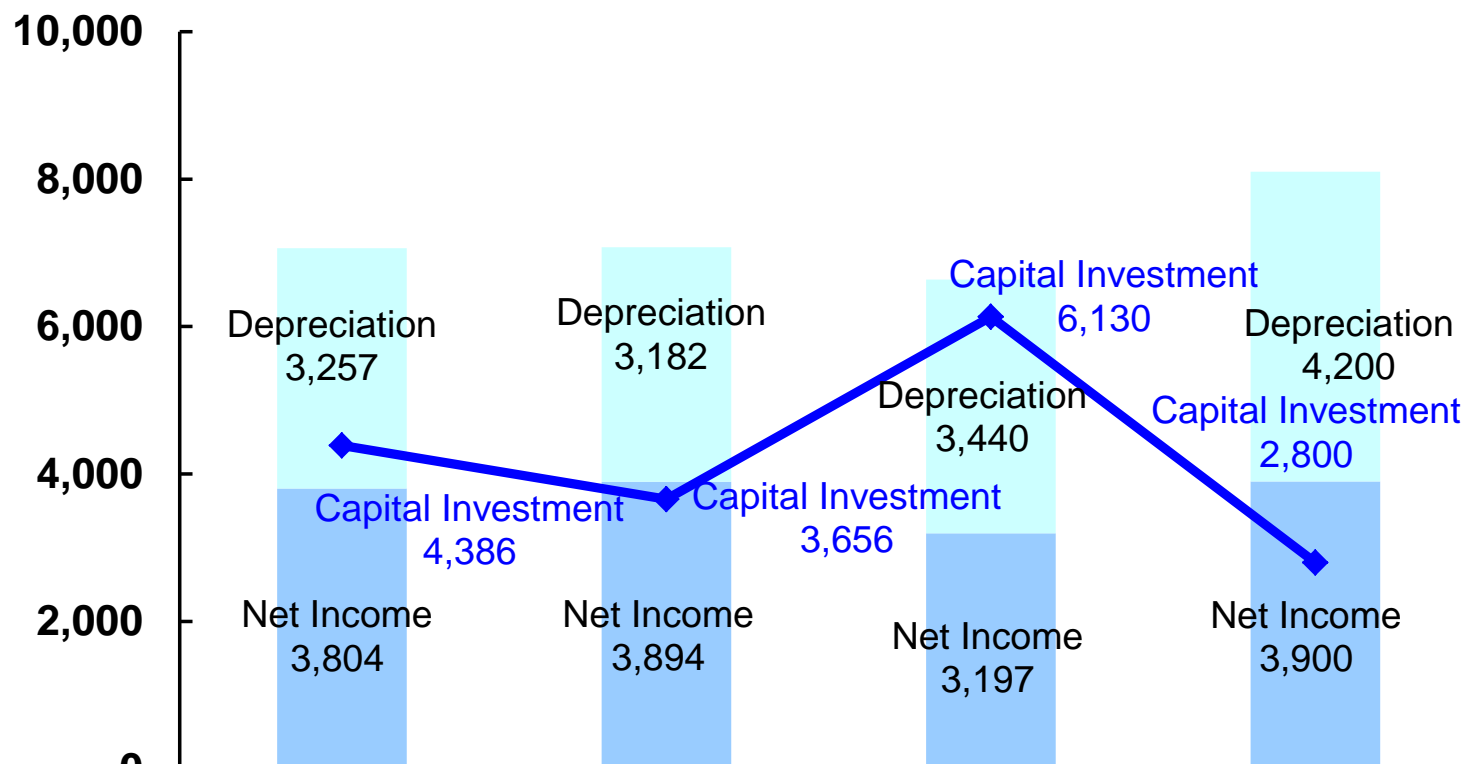 10,000
8,000
6,000
4,000
2,000
0
Depreciation
3,257
Capital Investment
4,386
Net Income
3,804
Depreciation
3,182
Capital Investment
3,656
Net Income
3,894
Capital Investment
6,130
Depreciation
3,440
Net Income
3,197
Depreciation
4,200
Capital Investment
2,800
Net Income
3,900